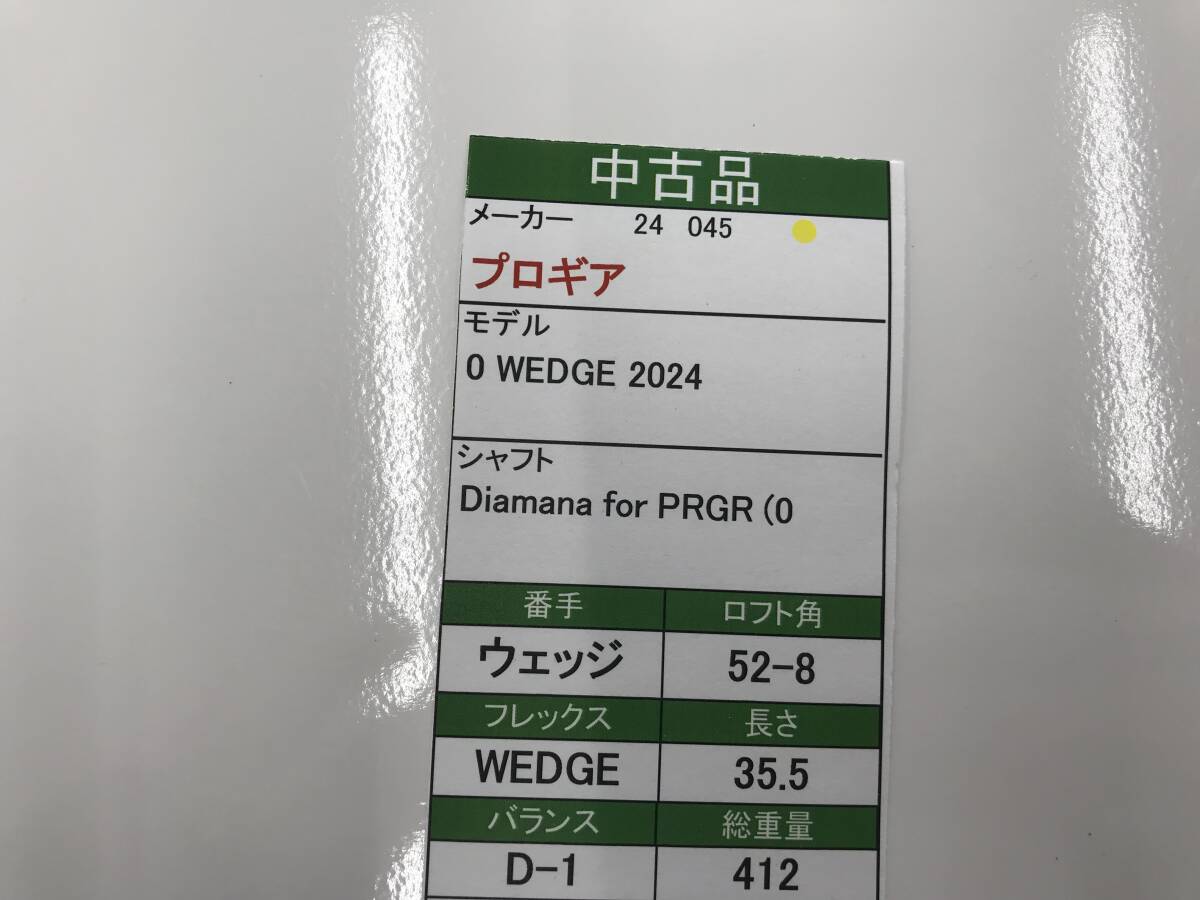 中古品
メーカー 24 045
プロギア
モデル
0 WEDGE 2024
シャフト
Diamana for PRGR (0
番手 ロフト角
ウェッジ 52-8
フレックス 長さ
WEDGE 35.5
バランス 総重量
D-1 412